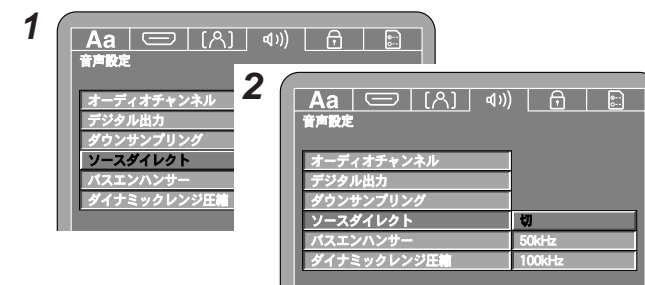 1
Aa
音声設定
オーディオチャンネル
デジタル出力
ダウンサンプリング
ソースダイレクト
バスエンハンサー
ダイナミックレンジ圧縮
2
Aa
音声設定
オーディオチャンネル
デジタル出力
ダウンサンプリング
ソースダイレクト 切
バスエンハンサー 50kHz
ダイナミックレンジ圧縮 100kHz